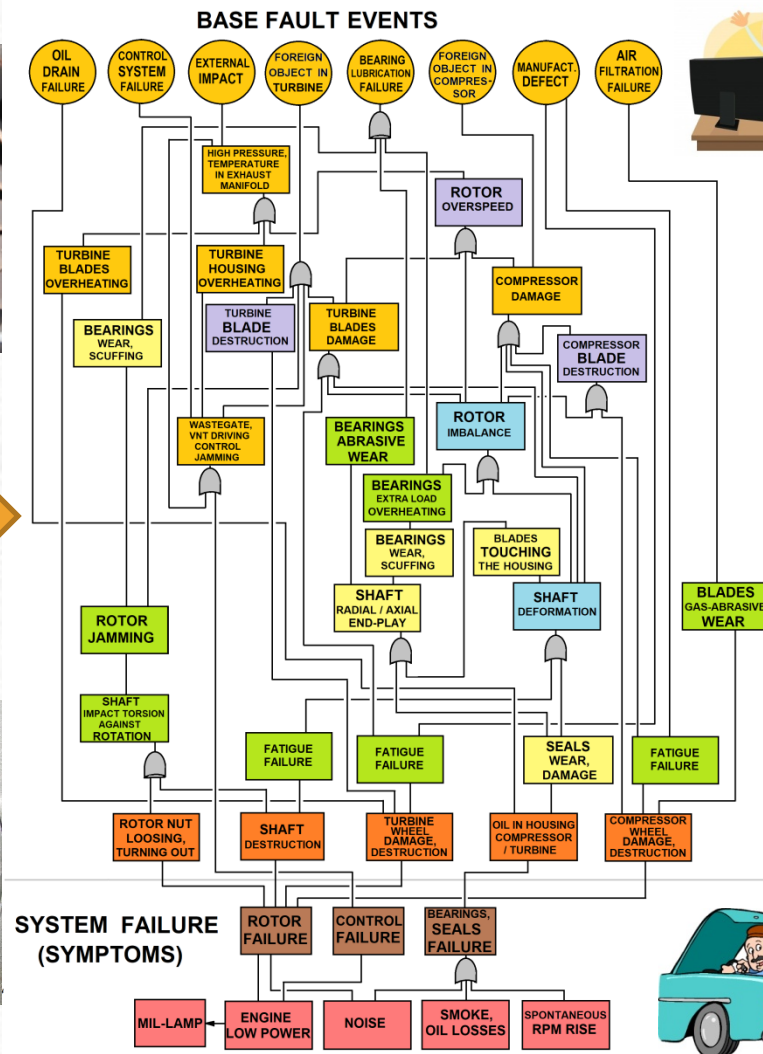 BASE FAULT EVENTS
OIL
DRAIN
FAILURE
CONTROL
SYSTEM
FAILURE
EXTERNAL
IMPACT
FOREIGN
OBJECT IN
TURBINE
BEARING
LUBRICATION
FAILURE
FOREIGN
OBJECT IN
COMPRES-
SOR
MANUFACT.
DEFECT
AIR
FILTRATION
FAILURE
HIGH PRESSURE,
TEMPERATURE
IN EXHAUST
MANIFOLD
ROTOR
OVERSPEED
TURBINE
BLADES
OVERHEATING
TURBINE
HOUSING
OVERHEATING
COMPRESSOR
DAMAGE
BEARINGS
WEAR,
SCUFFING
TURBINE
BLADE
DESTRUCTION
TURBINE
BLADES
DAMAGE
COMPRESSOR
BLADE
DESTRUCTION
WASTEGATE,
VNT DRIVING
CONTROL
JAMMING
BEARINGS
ABRASIVE
WEAR
ROTOR
IMBALANCE
BEARINGS
EXTRA LOAD
OVERHEATING
BEARINGS
WEAR,
SCUFFING
BLADES
TOUCHING
THE HOUSING
SHAFT
RADIAL / AXIAL
END-PLAY
SHAFT
DEFORMATION
BLADES
GAS-ABRASIVE
WEAR
ROTOR
JAMMING
SHAFT
IMPACT TORSION
AGAINST
ROTATION
FATIGUE
FAILURE
FATIGUE
FAILURE
SEALS
WEAR,
DAMAGE
FATIGUE
FAILURE
ROTOR NUT
LOOSING,
TURNING OUT
SHAFT
DESTRUCTION
TURBINE
WHEEL
DAMAGE,
DESTRUCTION
OIL IN HOUSING
COMPRESSOR
/ TURBINE
COMPRESSOR
WHEEL
DAMAGE,
DESTRUCTION
SYSTEM FAILURE
(SYMPTOMS)
ROTOR
FAILURE
CONTROL
FAILURE
BEARINGS,
SEALS
FAILURE
MIL-LAMP
ENGINE
LOW POWER
NOISE
SMOKE,
OIL LOSSES
SPONTANEOUS
RPM RISE